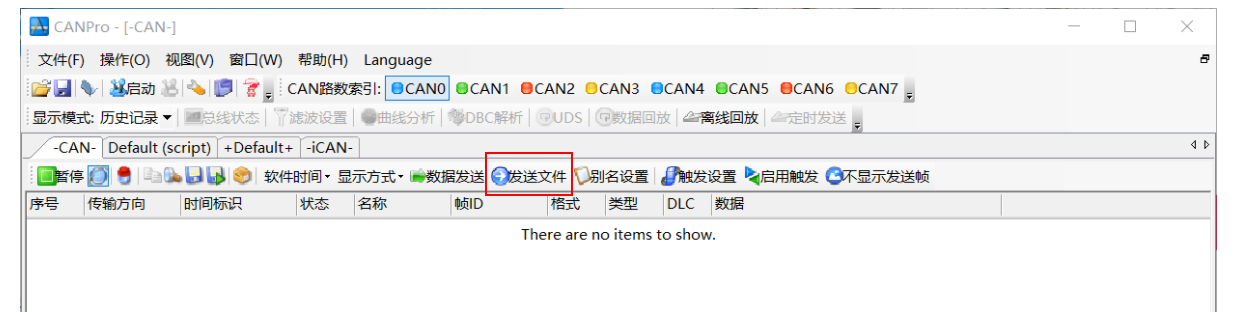 CANPro - [-CAN-]
文件(F) 操作(O) 视图(V) 窗口(W) 帮助(H) Language
启动 CAN路数索引: CAN0 CAN1 CAN2 CAN3 CAN4 CAN5 CAN6 CAN7
显示模式: 历史记录 总线状态 滤波设置 曲线分析 DBC解析 UDS 数据回放 离线回放 定时发送
-CAN- Default (script) +Default+ -iCAN-
暂停 软件时间 显示方式 数据发送 发送文件 别名设置 触发设置 启用触发 不显示发送帧
序号 传输方向 时间标识 状态 名称 帧ID 格式 类型 DLC 数据
There are no items to show.